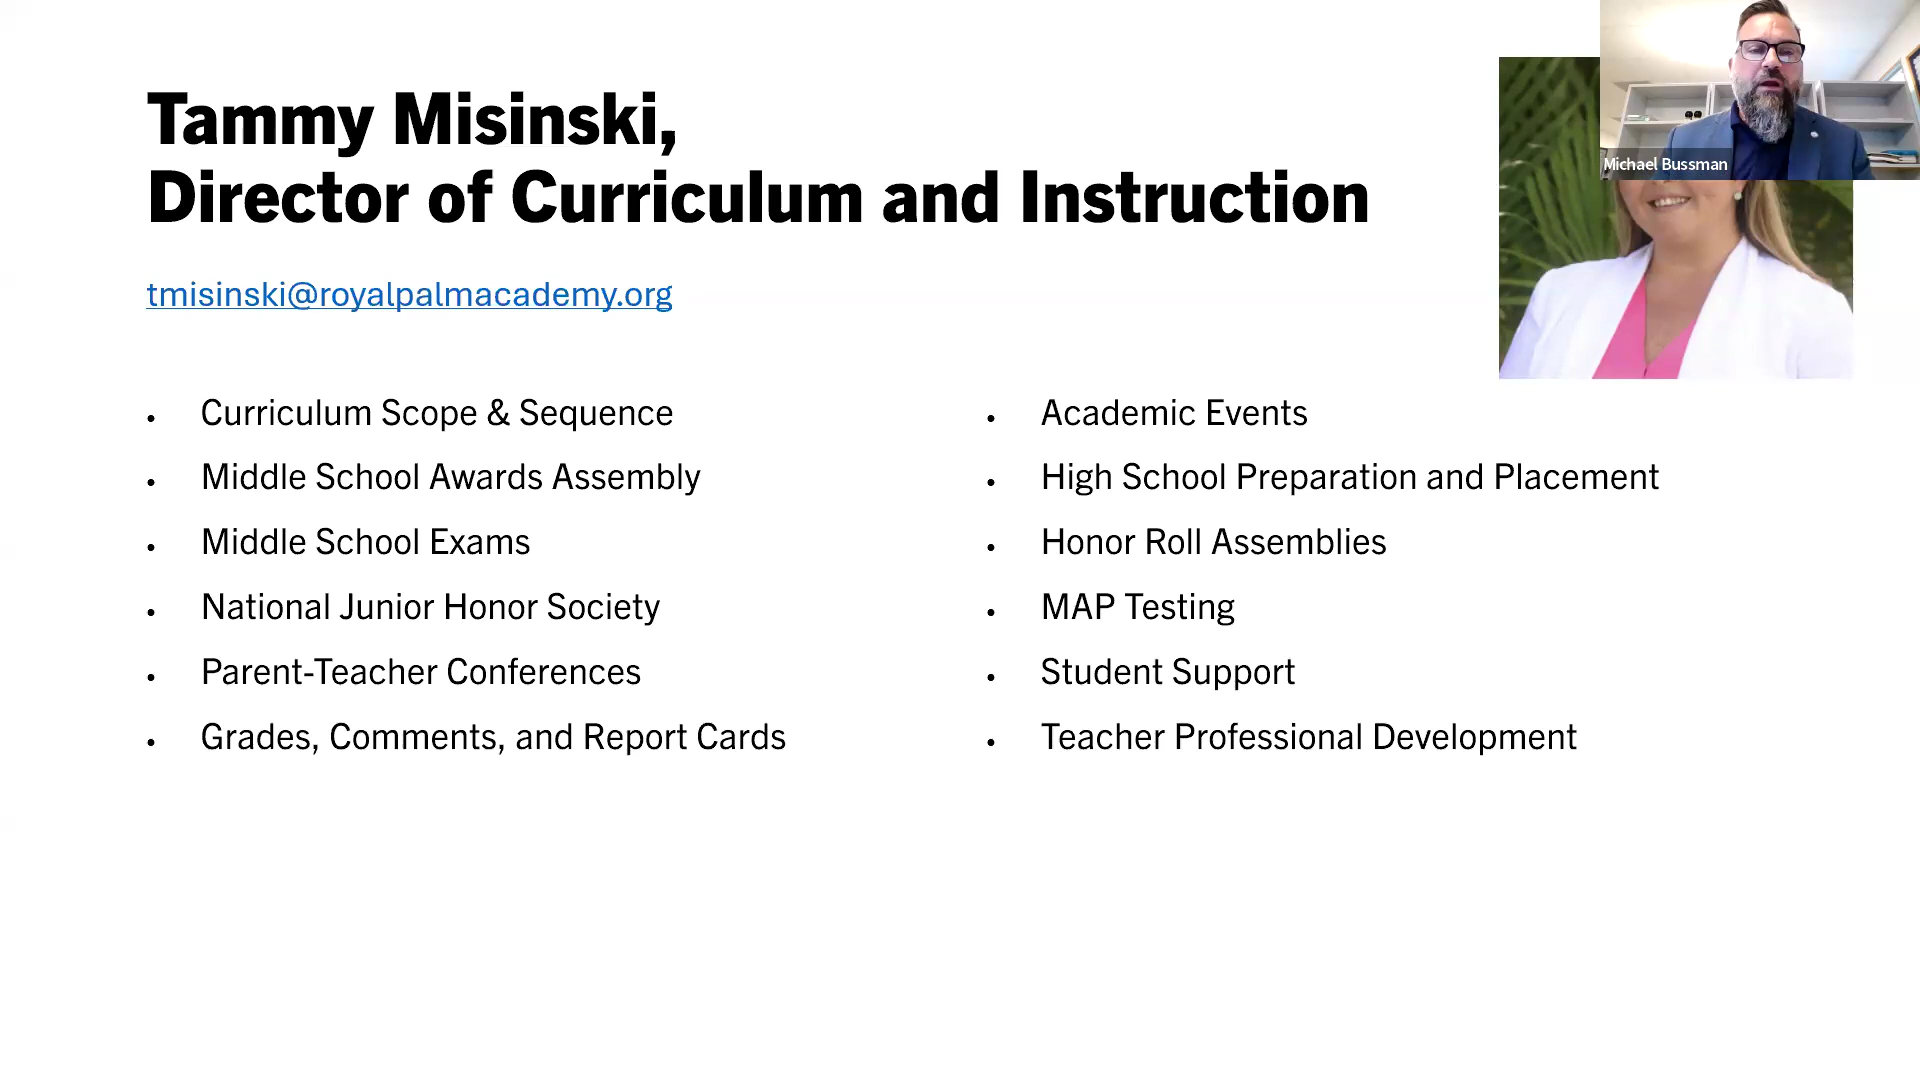 Tammy Misinski,
Director of Curriculum and Instruction
tmisinski@royalpalmacademy.org
• Curriculum Scope & Sequence
• Middle School Awards Assembly
• Middle School Exams
• National Junior Honor Society
• Parent-Teacher Conferences
• Grades, Comments, and Report Cards
• Academic Events
• High School Preparation and Placement
• Honor Roll Assemblies
• MAP Testing
• Student Support
• Teacher Professional Development
Michael Bussman